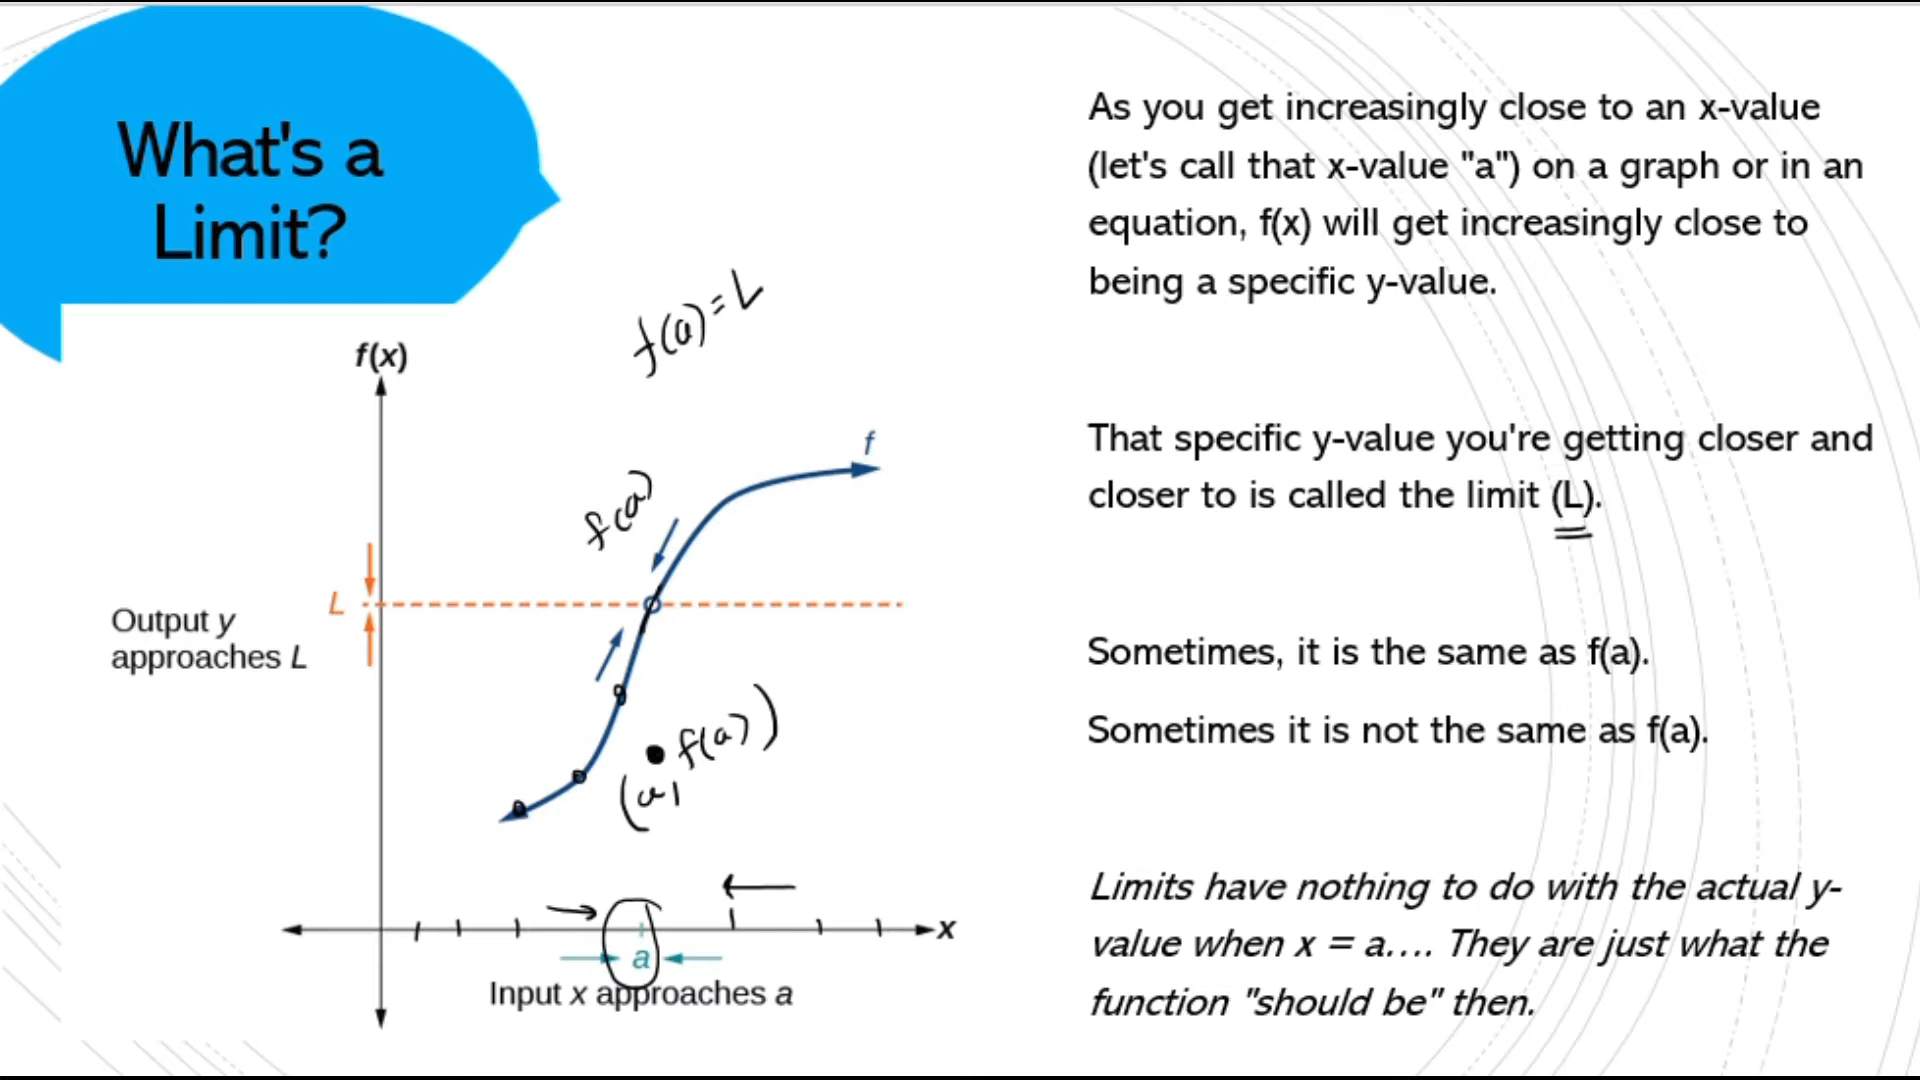 What's a
Limit?
As you get increasingly close to an x-value
(let's call that x-value "a") on a graph or in an
equation, f(x) will get increasingly close to
being a specific y-value.
That specific y-value you're getting closer and
closer to is called the limit (L).
Sometimes, it is the same as f(a).
Sometimes it is not the same as f(a).
Limits have nothing to do with the actual y-
value when x = a.... They are just what the
function "should be" then.
f(a)=L
f(x)
f
f(a)
L
Output y
approaches L
f(a))
(a,
x
a
Input x approaches a